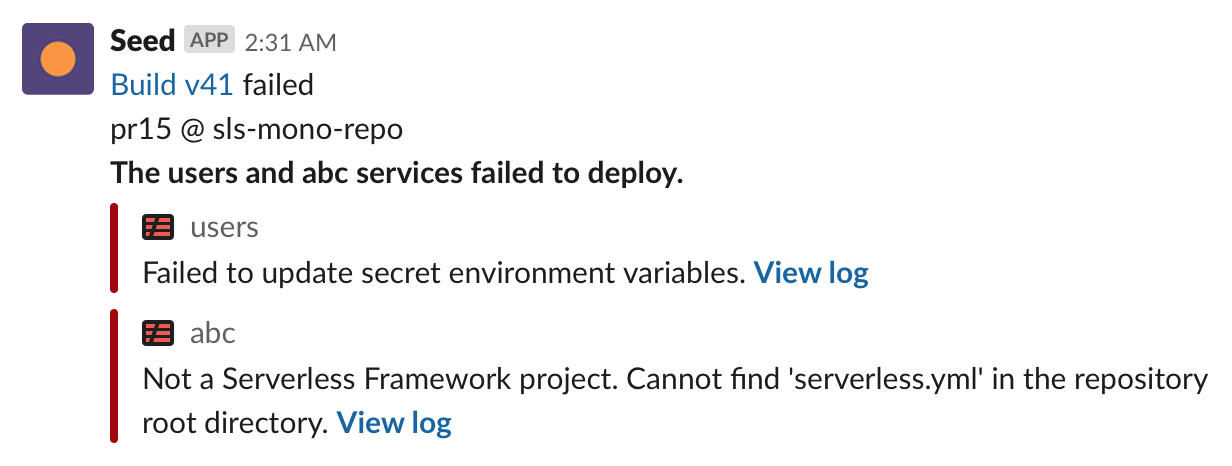 Seed APP 2:31 AM
Build v41 failed
pr15 @ sls-mono-repo
The users and abc services failed to deploy.
users
Failed to update secret environment variables. View log
abc
Not a Serverless Framework project. Cannot find 'serverless.yml' in the repository
root directory. View log